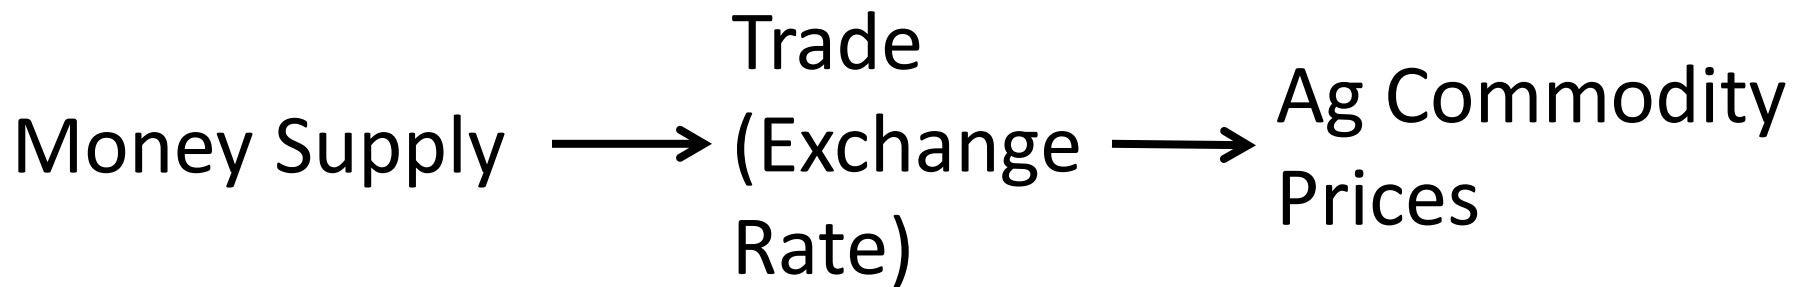 Money Supply
Trade
(Exchange
Rate)
Ag Commodity
Prices